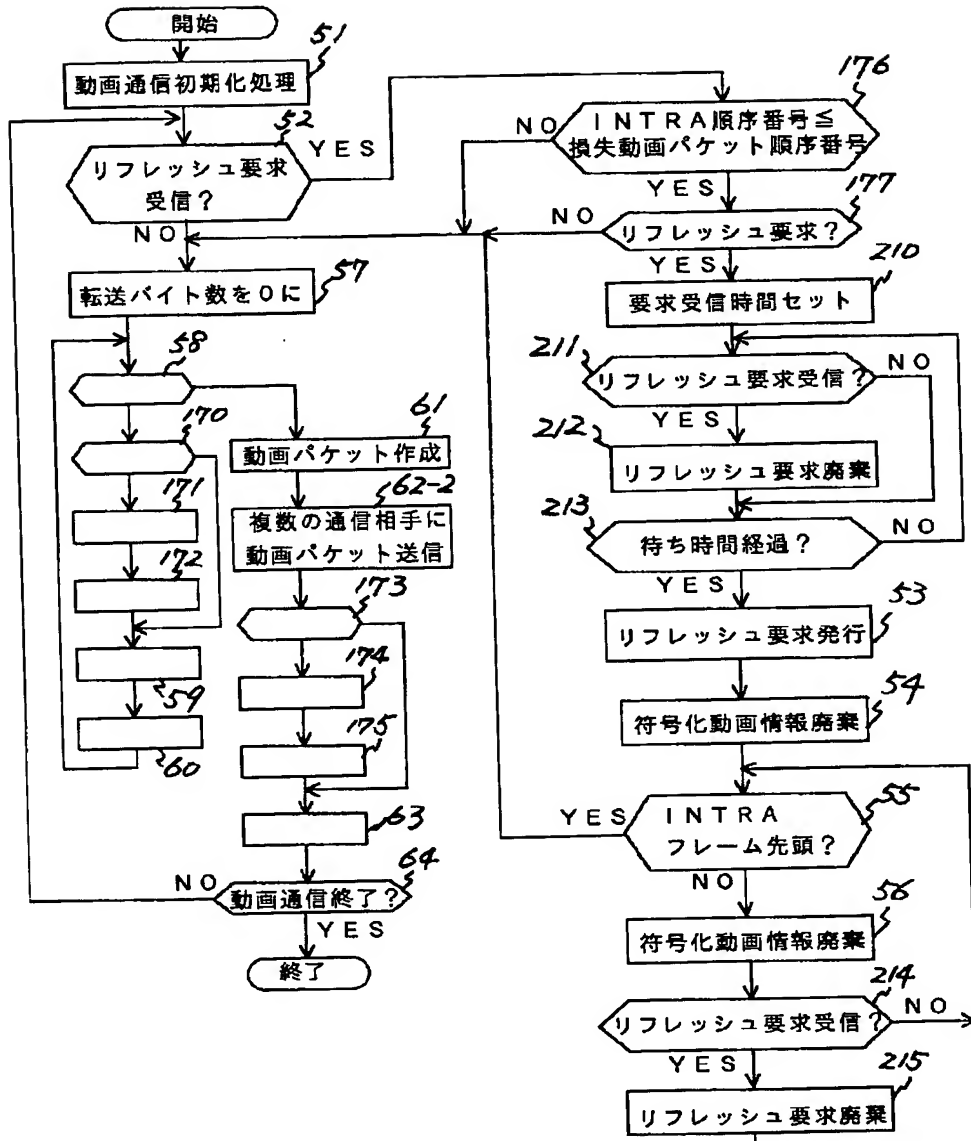 開始
51
動画通信初期化処理
52
リフレッシュ要求
受信?
YES
NO
57
転送バイト数を0に
58
170
171
172
59
60
61
動画パケット作成
62-2
複数の通信相手に
動画パケット送信
173
174
175
63
64
NO
動画通信終了?
YES
終了
176
NO
INTRA順序番号≦
損失動画パケット順序番号
YES
177
NO
リフレッシュ要求?
YES
210
要求受信時間セット
211
リフレッシュ要求受信?
NO
YES
212
リフレッシュ要求廃棄
213
待ち時間経過?
NO
YES
53
リフレッシュ要求発行
54
符号化動画情報廃棄
55
YES
INTRA
フレーム先頭?
NO
56
符号化動画情報廃棄
214
リフレッシュ要求受信?
NO
YES
215
リフレッシュ要求廃棄